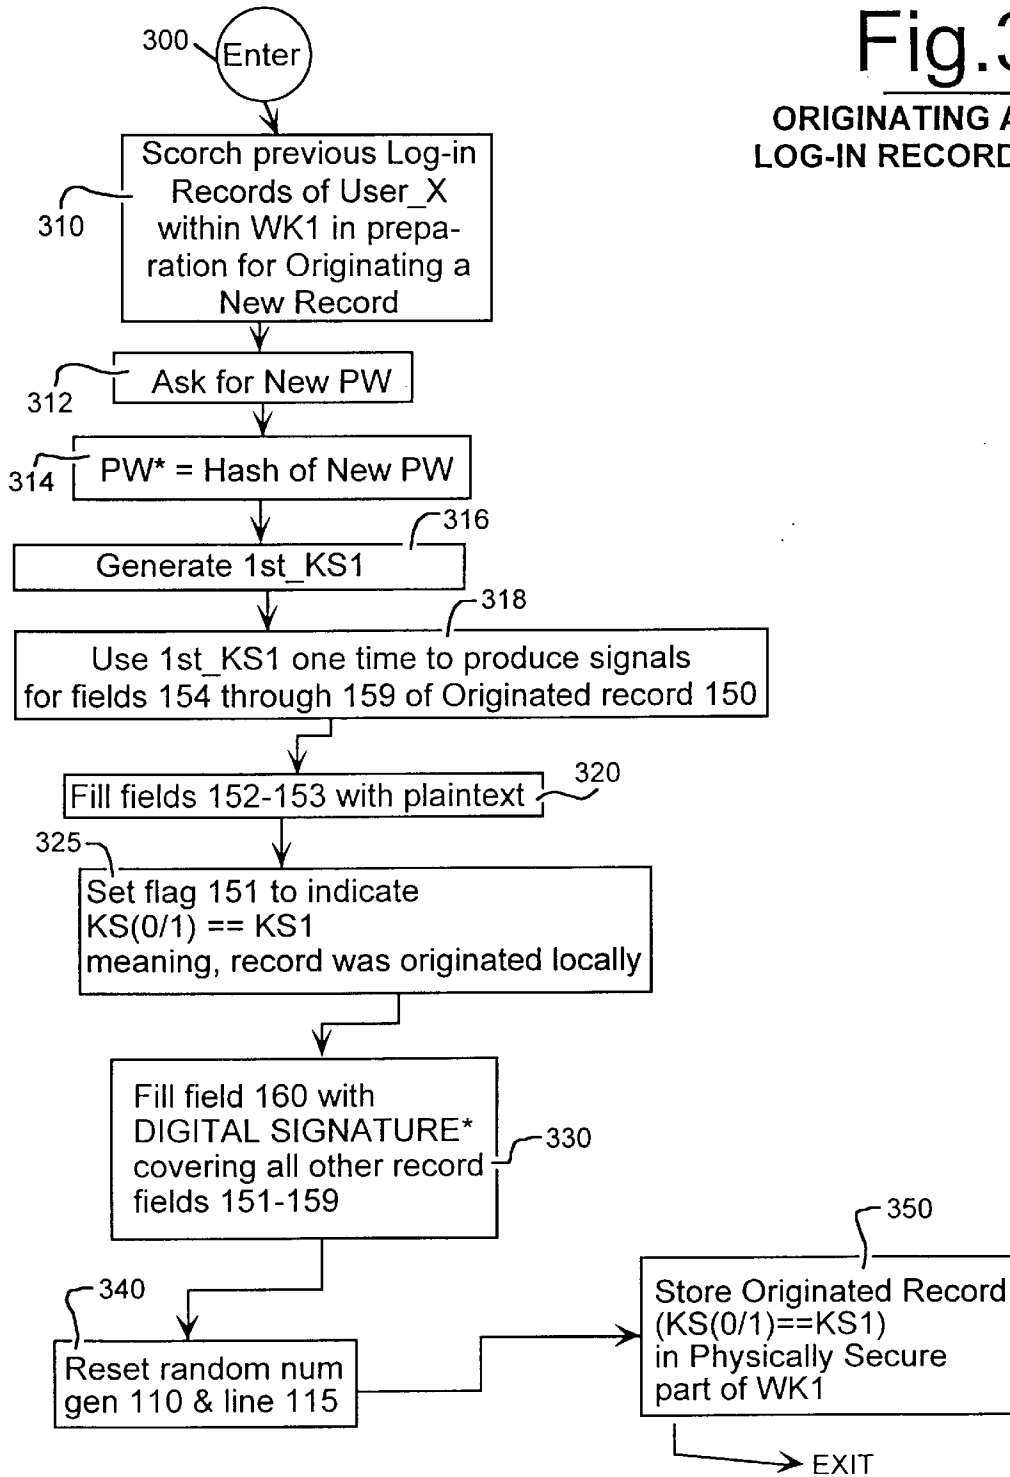 Fig.3
ORIGINATING A
LOG-IN RECORD
300
Enter
310
Scorch previous Log-in
Records of User_X
within WK1 in prepa-
ration for Originating a
New Record
312
Ask for New PW
314
PW* = Hash of New PW
316
Generate 1st_KS1
318
Use 1st_KS1 one time to produce signals
for fields 154 through 159 of Originated record 150
320
Fill fields 152-153 with plaintext
325
Set flag 151 to indicate
KS(0/1) == KS1
meaning, record was originated locally
330
Fill field 160 with
DIGITAL SIGNATURE*
covering all other record
fields 151-159
340
Reset random num
gen 110 & line 115
350
Store Originated Record
(KS(0/1)==KS1)
in Physically Secure
part of WK1
EXIT